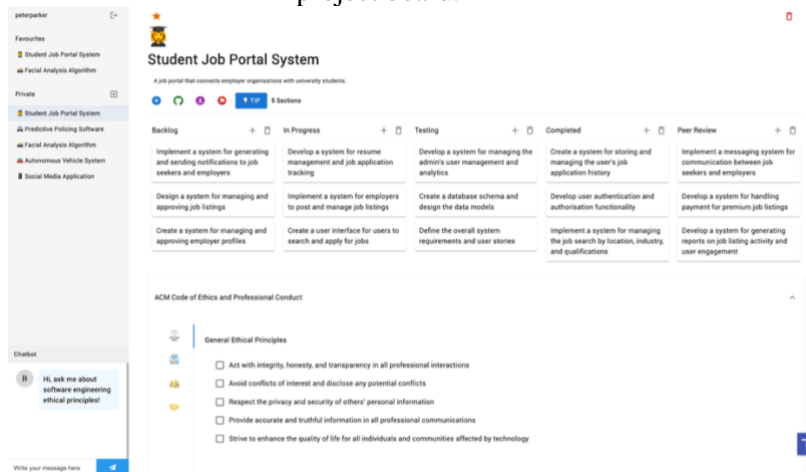 project board.
peterparker
Favourites
Student Job Portal System
Facial Analysis Algorithm
Private
Student Job Portal System
Predictive Policing Software
Facial Analysis Algorithm
Autonomous Vehicle System
Social Media Application
Chatbot
B
Hi, ask me about
software engineering
ethical principles!
Write your message here
Student Job Portal System
A job portal that connects employer organisations with university students.
TIP
5 Sections
Backlog
Implement a system for generating
and sending notifications to job
seekers and employers
Design a system for managing and
approving job listings
Create a system for managing and
approving employer profiles
In Progress
Develop a system for resume
management and job application
tracking
Implement a system for employers
to post and manage job listings
Create a user interface for users to
search and apply for jobs
Testing
Develop a system for managing the
admin's user management and
analytics
Create a database schema and
design the data models
Define the overall system
requirements and user stories
Completed
Create a system for storing and
managing the user's job
application history
Develop user authentication and
authorisation functionality
Implement a system for managing
the job search by location, industry,
and qualifications
Peer Review
Implement a messaging system for
communication between job
seekers and employers
Develop a system for handling
payment for premium job listings
Develop a system for generating
reports on job listing activity and
user engagement
ACM Code of Ethics and Professional Conduct
General Ethical Principles
Act with integrity, honesty, and transparency in all professional interactions
Avoid conflicts of interest and disclose any potential conflicts
Respect the privacy and security of others' personal information
Provide accurate and truthful information in all professional communications
Strive to enhance the quality of life for all individuals and communities affected by technology